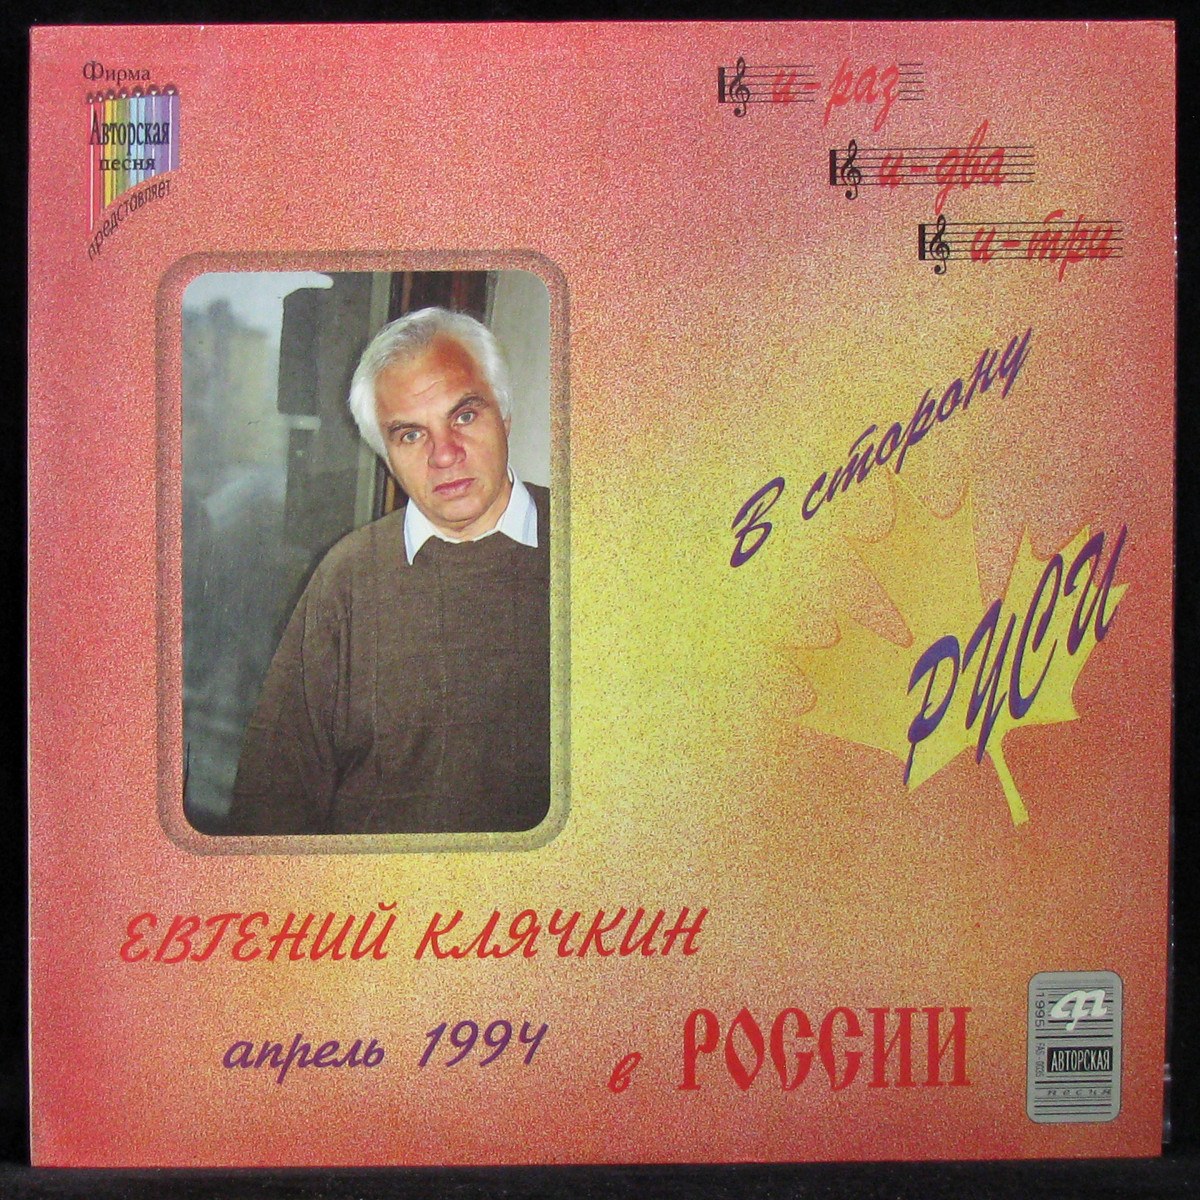 Фирма
Авторская
песня
представляет
и-раз
и-два
и-три
В сторону
РУСИ
ЕВГЕНИЙ КЛЯЧКИН
апрель 1994
в РОССИИ
1995
АВТОРСКАЯ
ПЕСНЯ